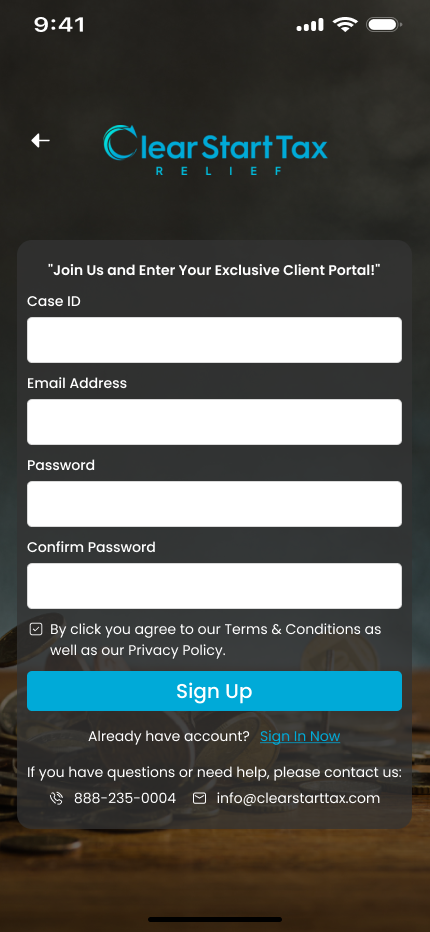 9:41
Clear Start Tax
RELIEF
"Join Us and Enter Your Exclusive Client Portal!"
Case ID
Email Address
Password
Confirm Password
By click you agree to our Terms & Conditions as
well as our Privacy Policy.
Sign Up
Already have account? Sign In Now
If you have questions or need help, please contact us:
888-235-0004 info@clearstarttax.com